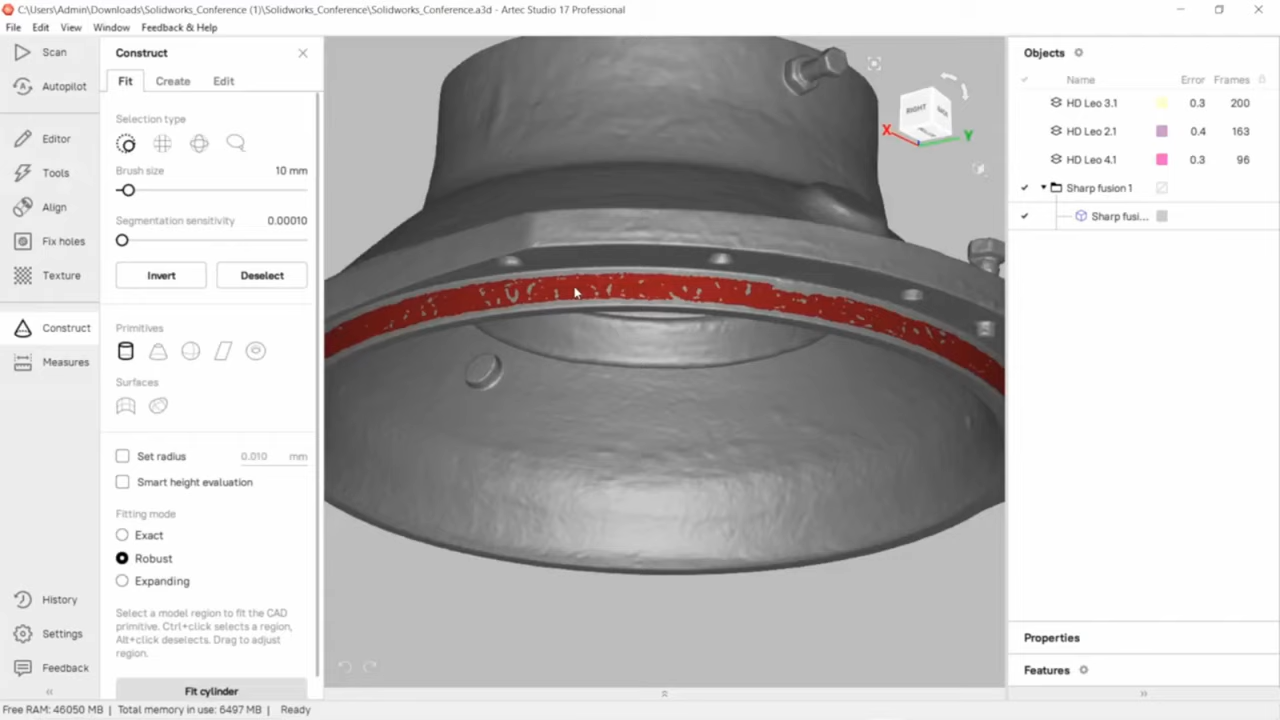 C:\Users\Admin\Downloads\Solidworks_Conference (1)\Solidworks_Conference\Solidworks_Conference.a3d - Artec Studio 17 Professional
File Edit View Window Feedback & Help
Scan
Autopilot
Editor
Tools
Align
Fix holes
Texture
Construct
Measures
History
Settings
Feedback
Construct
Fit Create Edit
Selection type
Brush size 10 mm
Segmentation sensitivity 0.00010
Invert Deselect
Primitives
Surfaces
Set radius 0.010 mm
Smart height evaluation
Fitting mode
Exact
Robust
Expanding
Select a model region to fit the CAD
primitive. Ctrl+click selects a region,
Alt+click deselects. Drag to adjust
region.
Fit cylinder
RIGHT
X
Y
Objects
Name Error Frames
HD Leo 3.1 0.3 200
HD Leo 2.1 0.4 163
HD Leo 4.1 0.3 96
Sharp fusion 1
Sharp fusi...
Properties
Features
Free RAM: 46050 MB | Total memory in use: 6497 MB | Ready